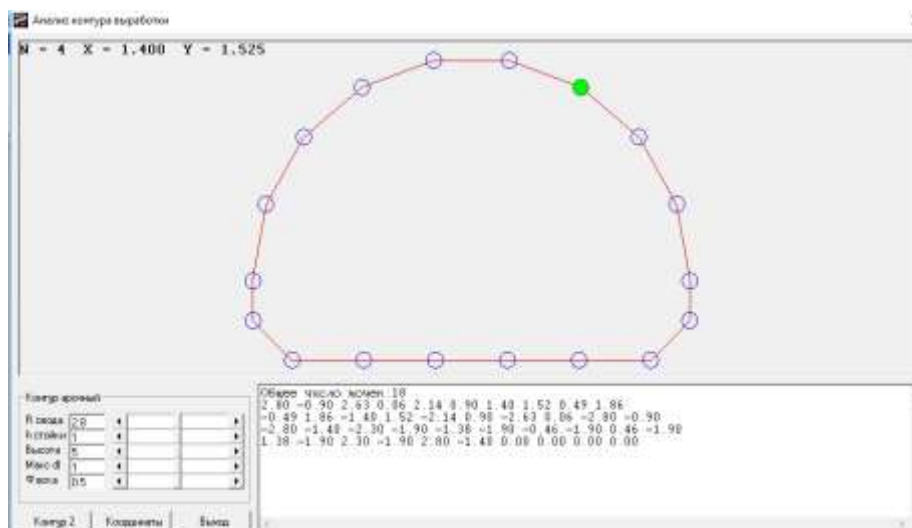 Анализ контура выработки
N - 4 X - 1.400 Y - 1.525
Контур арочный
R свода 2.8
h стойки 1
Высота 5
Макс dl 1
Фаска 0.5
Контур 2 Координаты Выход
Общее число точек 18
2.80 -0.90 2.63 0.06 2.14 0.90 1.40 1.52 0.49 1.86
-0.49 1.86 -1.40 1.52 -2.14 0.90 -2.63 0.06 -2.80 -0.90
-2.80 -1.40 -2.30 -1.90 -1.38 -1.90 -0.46 -1.90 0.46 -1.90
1.38 -1.90 2.30 -1.90 2.80 -1.40 0.00 0.00 0.00 0.00